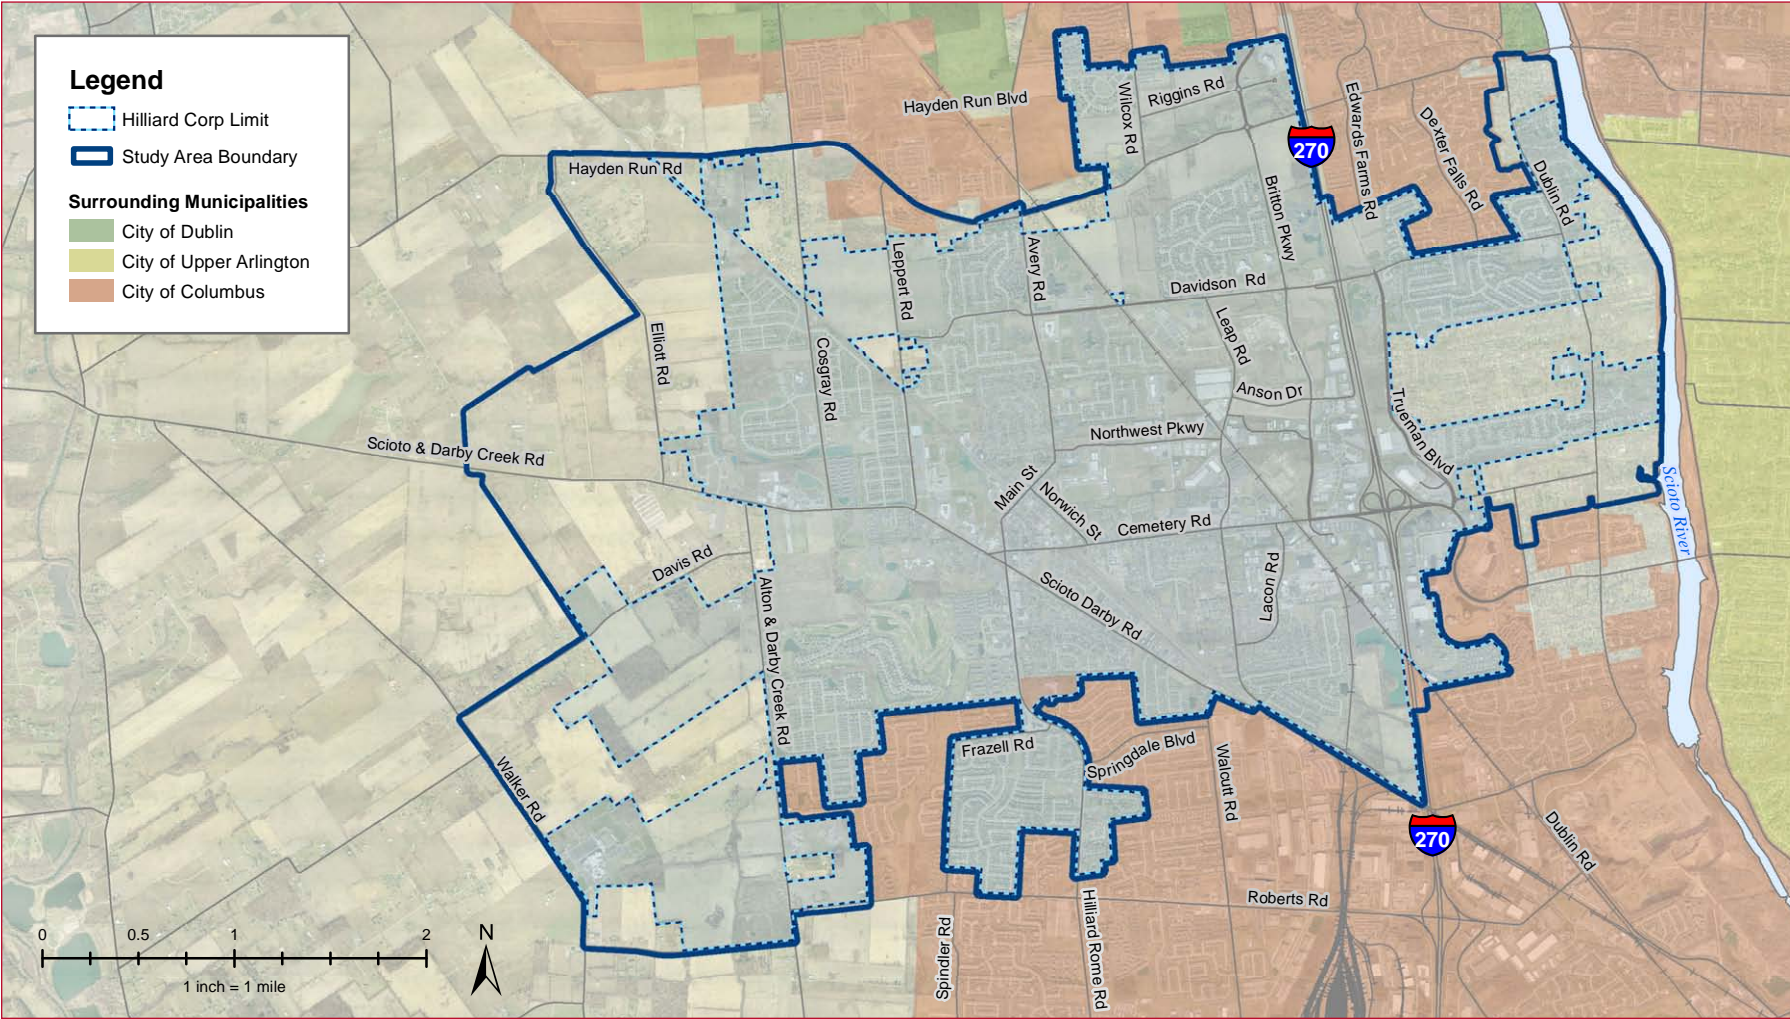 Legend
Hilliard Corp Limit
Study Area Boundary
Surrounding Municipalities
City of Dublin
City of Upper Arlington
City of Columbus
Hayden Run Blvd
Wilcox Rd
Riggins Rd
270
Edwards Farms Rd
Dexter Falls Rd
Dublin Rd
Hayden Run Rd
Britton Pkwy
Leppert Rd
Avery Rd
Davidson Rd
Elliott Rd
Cosgray Rd
Leap Rd
Anson Dr
Trueman Blvd
Northwest Pkwy
Scioto & Darby Creek Rd
Main St
Norwich St
Cemetery Rd
Scioto River
Davis Rd
Alton & Darby Creek Rd
Scioto Darby Rd
Lacon Rd
Frazell Rd
Springdale Blvd
Walcutt Rd
Walker Rd
270
Dublin Rd
Roberts Rd
Spindler Rd
Hilliard Rome Rd
0 0.5 1 2
1 inch = 1 mile
N